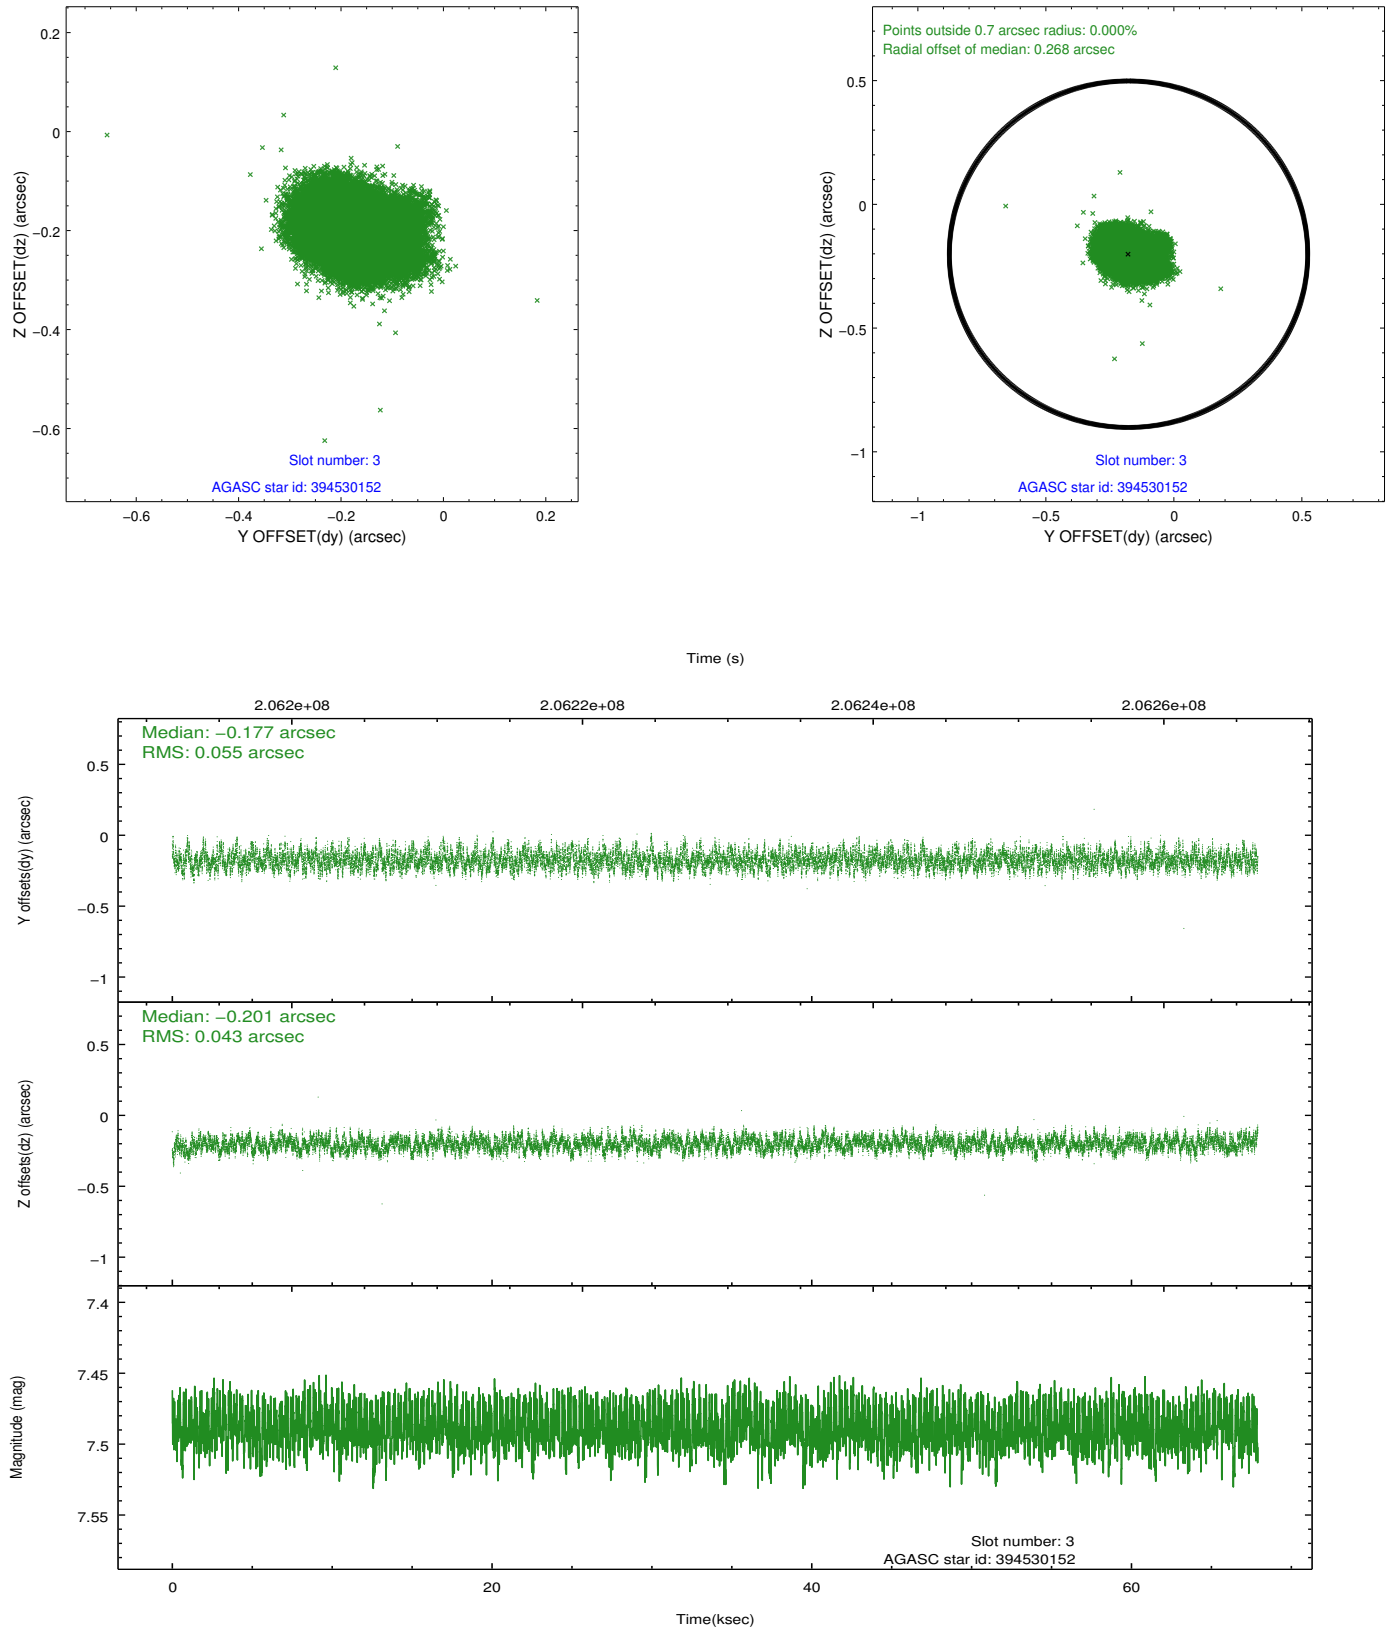 0.2
0
−0.2
−0.4
−0.6
Z OFFSET(dz) (arcsec)
Slot number: 3
AGASC star id: 394530152
−0.6
−0.4
−0.2
0
0.2
Y OFFSET(dy) (arcsec)
Points outside 0.7 arcsec radius: 0.000%
Radial offset of median: 0.268 arcsec
0.5
0
−0.5
−1
Z OFFSET(dz) (arcsec)
Slot number: 3
AGASC star id: 394530152
−1
−0.5
0
0.5
Y OFFSET(dy) (arcsec)
Time (s)
2.062e+08
2.0622e+08
2.0624e+08
2.0626e+08
Median: −0.177 arcsec
RMS: 0.055 arcsec
0.5
0
−0.5
−1
Y offsets(dy) (arcsec)
Median: −0.201 arcsec
RMS: 0.043 arcsec
0.5
0
−0.5
−1
Z offsets(dz) (arcsec)
7.4
7.45
7.5
7.55
Magnitude (mag)
Slot number: 3
AGASC star id: 394530152
0
20
40
60
Time(ksec)